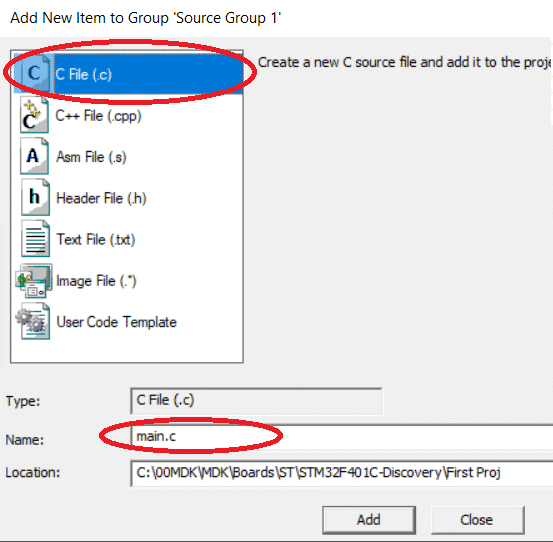 Add New Item to Group 'Source Group 1'
C File (.c)
Create a new C source file and add it to the proje
C++ File (.cpp)
Asm File (.s)
Header File (.h)
Text File (.txt)
Image File (.*)
User Code Template
Type:
C File (.c)
Name:
main.c
Location:
C:\00MDK\MDK\Boards\ST\STM32F401C-Discovery\First Proj
Add
Close